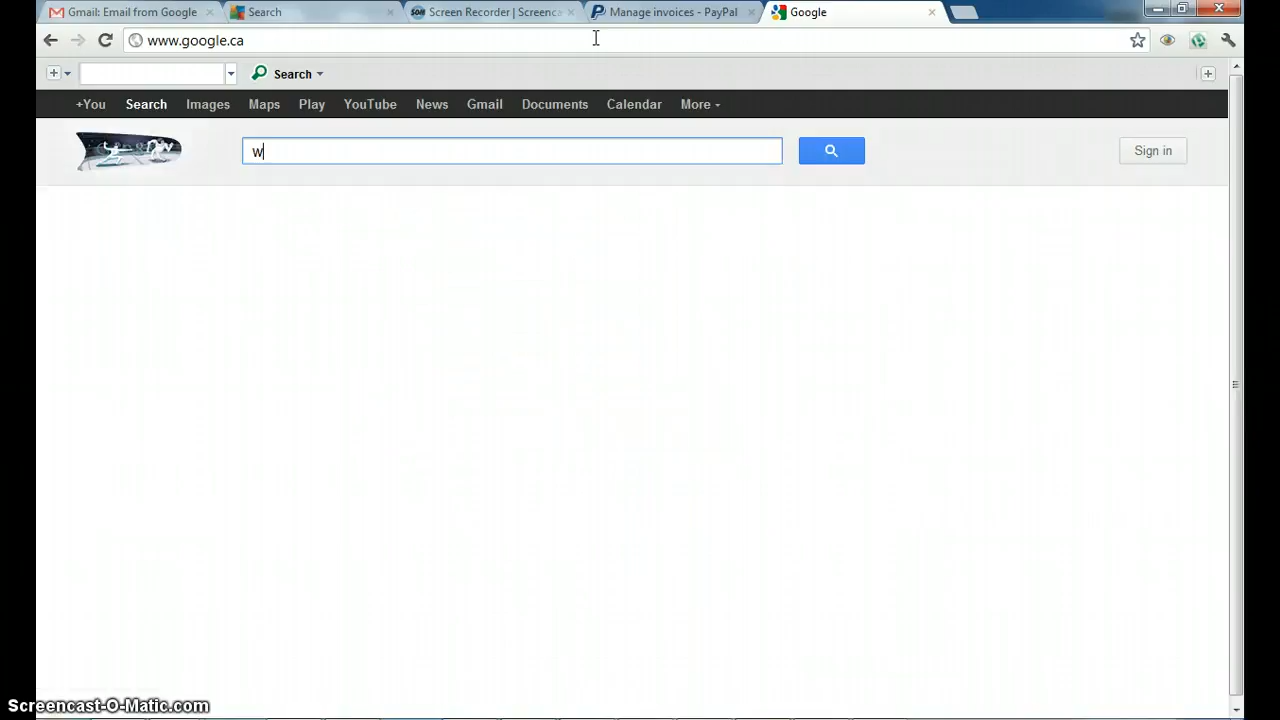 Gmail: Email from Google
Search
Screen Recorder | Screenca
Manage invoices - PayPal
Google
www.google.ca
Search
+You Search Images Maps Play YouTube News Gmail Documents Calendar More
w
Sign in
Screencast-O-Matic.com